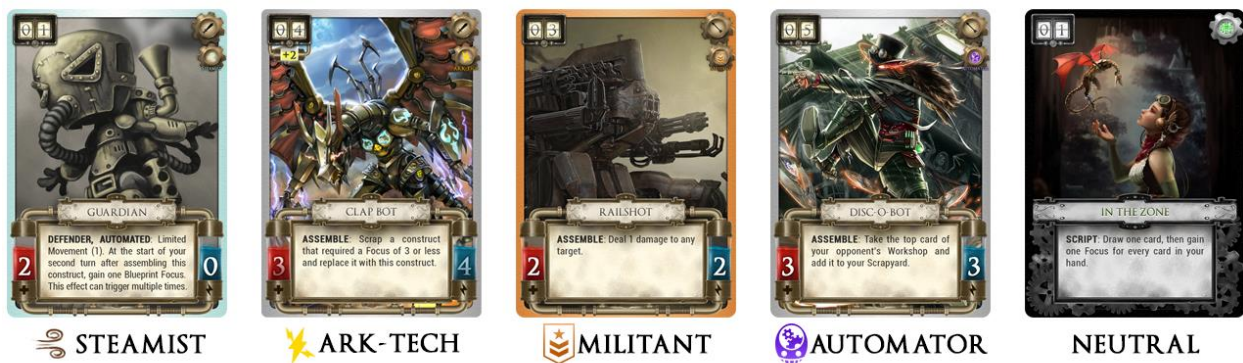 01
GUARDIAN
DEFENDER, AUTOMATED: Limited
Movement (1). At the start of your
second turn after assembling this
construct, gain one Blueprint Focus.
This effect can trigger multiple times.
2
0
STEAMIST
04
+2
ARK-TECH
CLAP BOT
ASSEMBLE: Scrap a construct
that required a Focus of 3 or less
and replace it with this construct.
3
4
ARK-TECH
03
RAILSHOT
ASSEMBLE: Deal 1 damage to any
target.
2
2
MILITANT
05
DISC-O-BOT
ASSEMBLE: Take the top card of
your opponent's Workshop and
add it to your Scrapyard.
3
3
AUTOMATOR
01
IN THE ZONE
SCRIPT: Draw one card, then gain
one Focus for every card in your
hand.
NEUTRAL